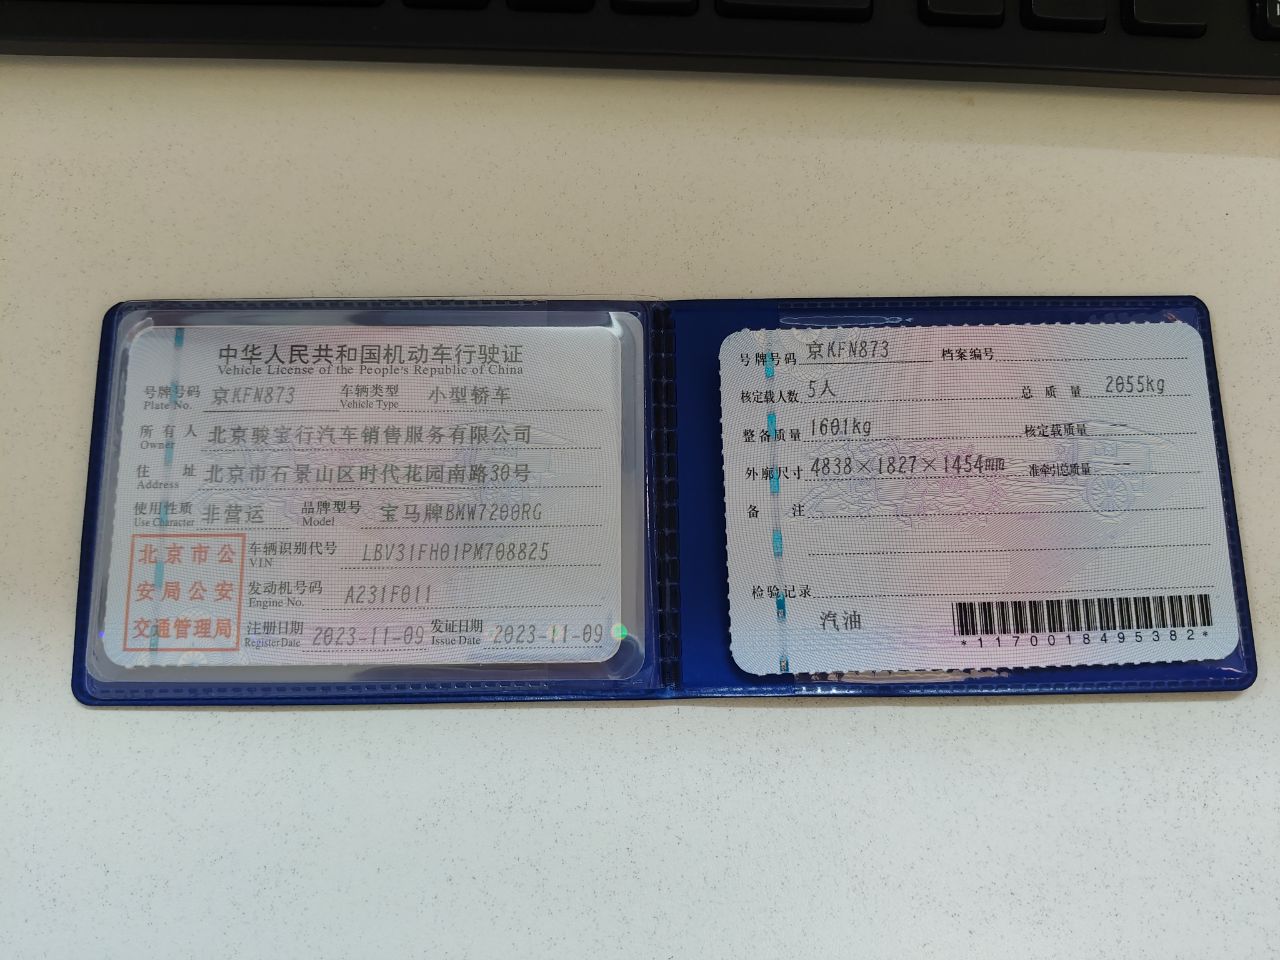 中华人民共和国机动车行驶证
Vehicle License of the People's Republic of China
号牌号码 京KFN873 车辆类型 小型轿车
Plate No. Vehicle Type
所有人 北京骏宝行汽车销售服务有限公司
Owner
住址 北京市石景山区时代花园南路30号
Address
使用性质 非营运 品牌型号 宝马牌BMW7200RG
Use Character Model
北京市公安局公安交通管理局
车辆识别代号 LBV31FH01PM708825
VIN
发动机号码 A231F011
Engine No.
注册日期 2023-11-09 发证日期 2023-11-09
Register Date Issue Date
号牌号码 京KFN873 档案编号
核定载人数 5人 总质量 2055kg
整备质量 1601kg 核定载质量
外廓尺寸 4838×1827×1454mm 准牵引总质量 --
备注
检验记录
汽油
*1170018495382*